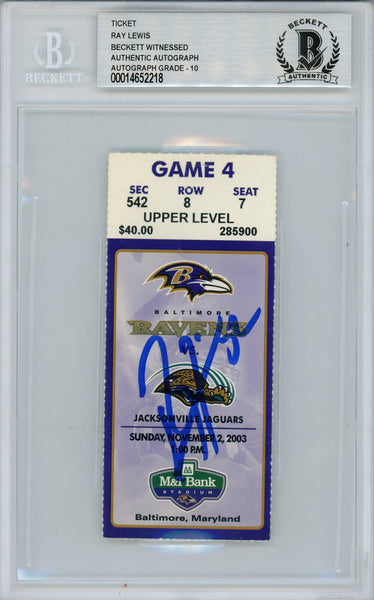 TICKET
RAY LEWIS
BECKETT WITNESSED
AUTHENTIC AUTOGRAPH
AUTOGRAPH GRADE - 10
00014652218
B
BECKETT
B
BECKETT
AUTHENTIC
GAME 4
SEC ROW SEAT
542 8 7
UPPER LEVEL
$40.00 285900
B
BALTIMORE
RAVENS
VS.
JACKSONVILLE JAGUARS
SUNDAY, NOVEMBER 2, 2003
1:00 P.M.
M&T Bank
STADIUM
Baltimore, Maryland